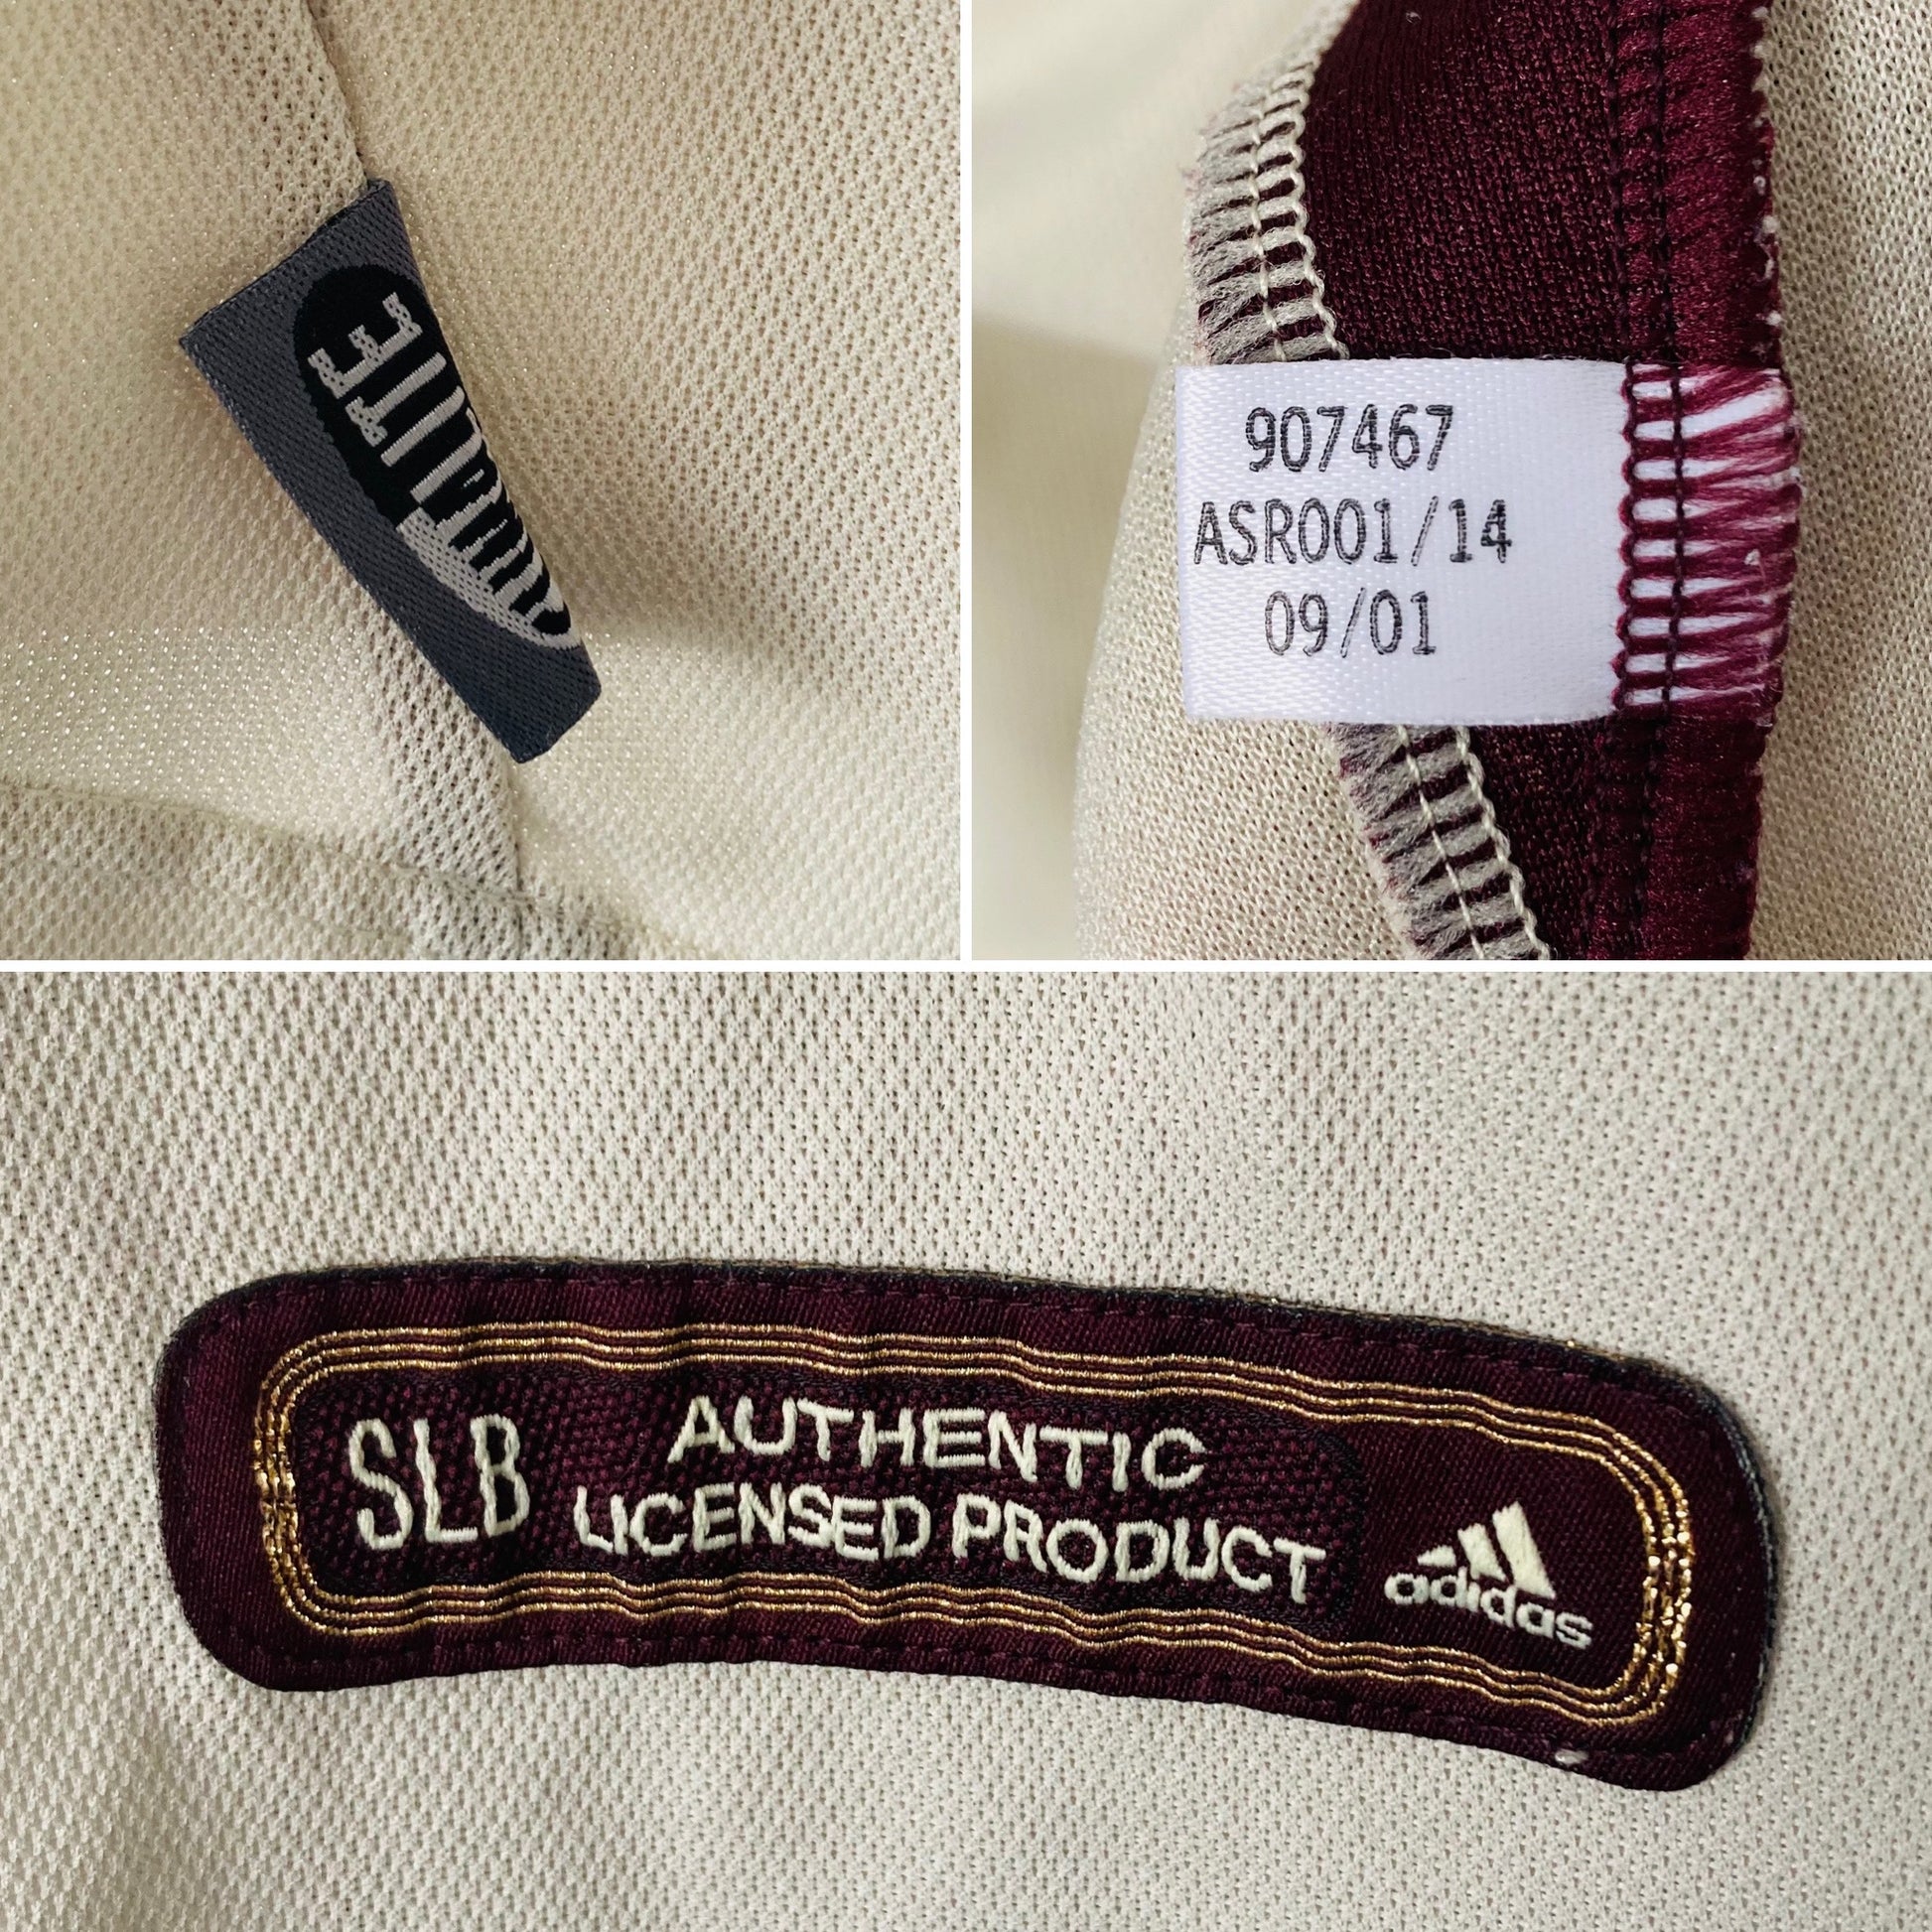 907467
ASR001/14
09/01
SLB
AUTHENTIC
LICENSED PRODUCT
adidas